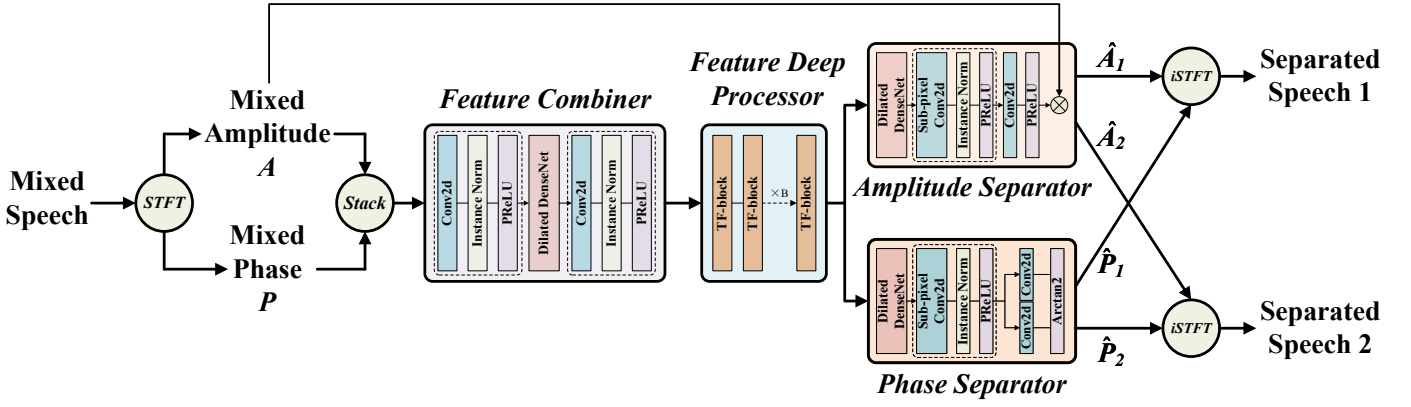 Mixed
Speech
STFT
Mixed
Amplitude
A
Mixed
Phase
P
Stack
Feature Combiner
Conv2d
Instance Norm
PReLU
Dilated DenseNet
Conv2d
Instance Norm
PReLU
Feature Deep
Processor
TF-block
TF-block
×B
TF-block
Dilated
DenseNet
Sub-pixel
Conv2d
Instance Norm
PReLU
Conv2d
PReLU
Amplitude Separator
Dilated
DenseNet
Sub-pixel
Conv2d
Instance Norm
PReLU
Conv2d
Conv2d
Arctan2
Phase Separator
Â1
Â2
P̂1
P̂2
iSTFT
Separated
Speech 1
iSTFT
Separated
Speech 2